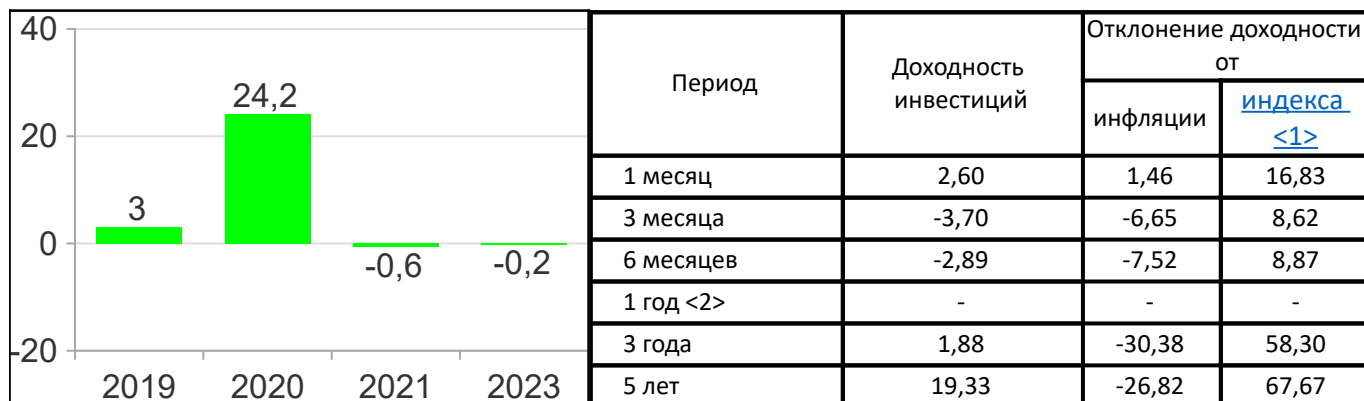 40
20
0
-20
3
24,2
-0,6
-0,2
2019 2020 2021 2023
Период
Доходность
инвестиций
Отклонение доходности
от
инфляции
индекса
<1>
1 месяц 2,60 1,46 16,83
3 месяца -3,70 -6,65 8,62
6 месяцев -2,89 -7,52 8,87
1 год <2> - - -
3 года 1,88 -30,38 58,30
5 лет 19,33 -26,82 67,67